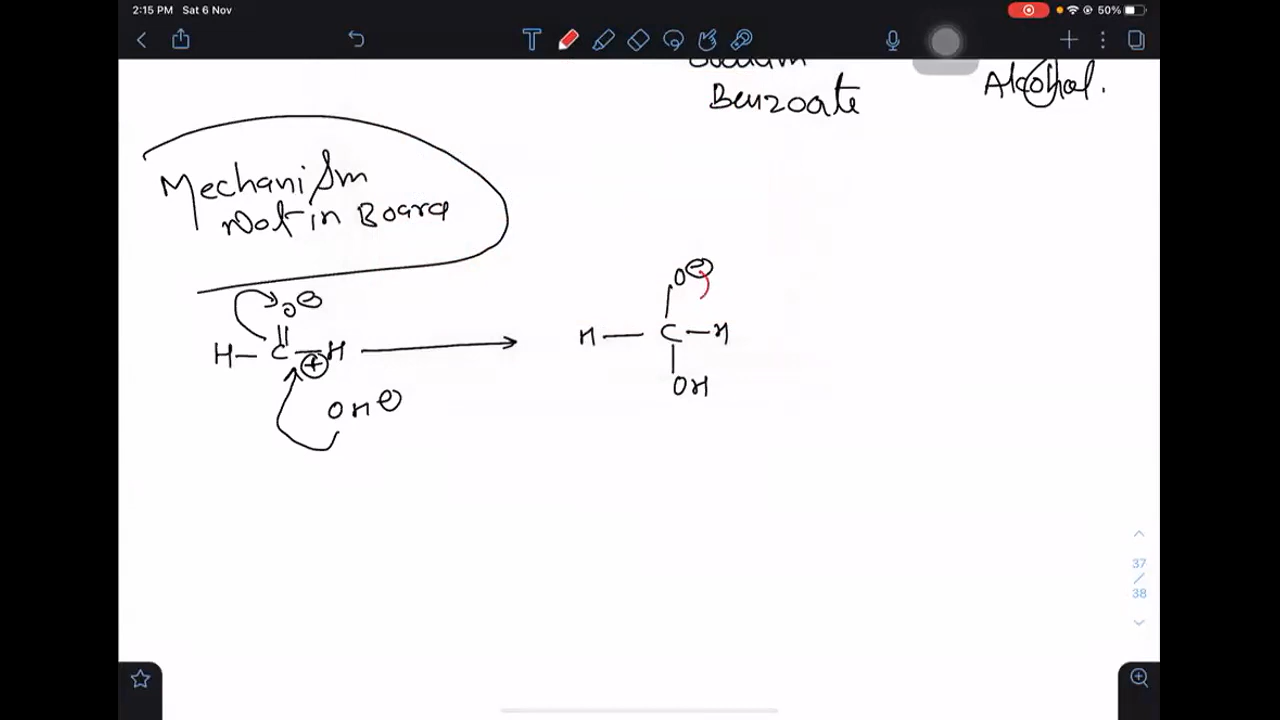 2:15 PM Sat 6 Nov
50%
T
Benzoate
Alcohol.
Mechanism
Not in Board
O⊖
H—C—H
⊕
OH⊖
O⊖
H—C—H
OH
37
/
38